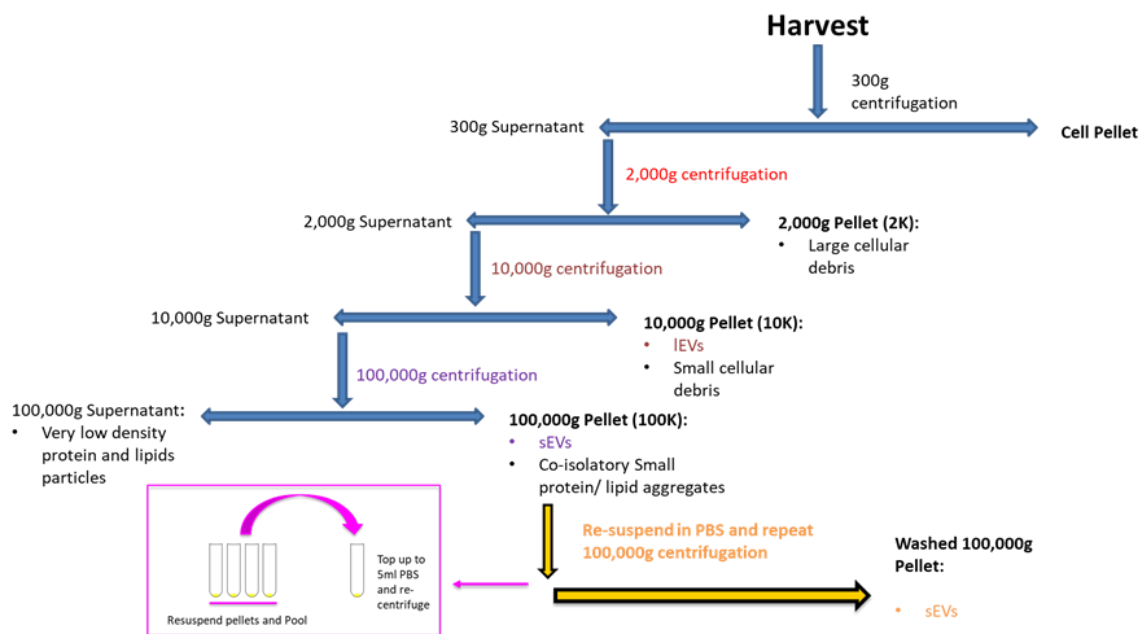 Harvest
300g
centrifugation
300g Supernatant
Cell Pellet
2,000g centrifugation
2,000g Supernatant
2,000g Pellet (2K):
• Large cellular
debris
10,000g centrifugation
10,000g Supernatant
10,000g Pellet (10K):
• lEVs
• Small cellular
debris
100,000g centrifugation
100,000g Supernatant:
• Very low density
protein and lipids
particles
100,000g Pellet (100K):
• sEVs
• Co-isolatory Small
protein/ lipid aggregates
Re-suspend in PBS and repeat
100,000g centrifugation
Washed 100,000g
Pellet:
• sEVs
Top up to
5ml PBS
and re-
centrifuge
Resuspend pellets and Pool